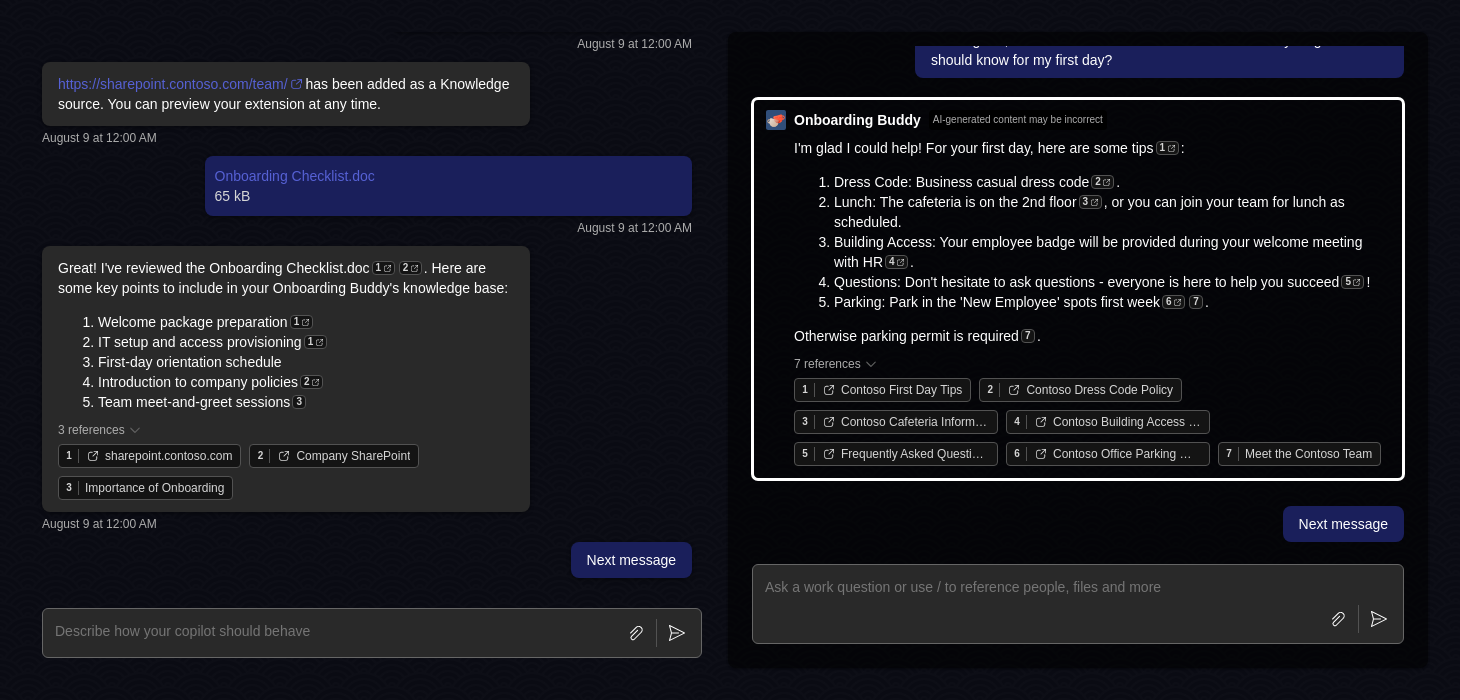 August 9 at 12:00 AM
https://sharepoint.contoso.com/team/ has been added as a Knowledge
source. You can preview your extension at any time.
August 9 at 12:00 AM
Onboarding Checklist.doc
65 kB
August 9 at 12:00 AM
Great! I've reviewed the Onboarding Checklist.doc 1 2 . Here are
some key points to include in your Onboarding Buddy's knowledge base:
1. Welcome package preparation 1
2. IT setup and access provisioning 1
3. First-day orientation schedule
4. Introduction to company policies 2
5. Team meet-and-greet sessions 3
3 references
1 sharepoint.contoso.com 2 Company SharePoint
3 Importance of Onboarding
August 9 at 12:00 AM
Next message
Describe how your copilot should behave
should know for my first day?
Onboarding Buddy AI-generated content may be incorrect
I'm glad I could help! For your first day, here are some tips 1 :
1. Dress Code: Business casual dress code 2 .
2. Lunch: The cafeteria is on the 2nd floor 3 , or you can join your team for lunch as
scheduled.
3. Building Access: Your employee badge will be provided during your welcome meeting
with HR 4 .
4. Questions: Don't hesitate to ask questions - everyone is here to help you succeed 5 !
5. Parking: Park in the 'New Employee' spots first week 6 7 .
Otherwise parking permit is required 7 .
7 references
1 Contoso First Day Tips 2 Contoso Dress Code Policy
3 Contoso Cafeteria Inform… 4 Contoso Building Access …
5 Frequently Asked Questi… 6 Contoso Office Parking … 7 Meet the Contoso Team
Next message
Ask a work question or use / to reference people, files and more